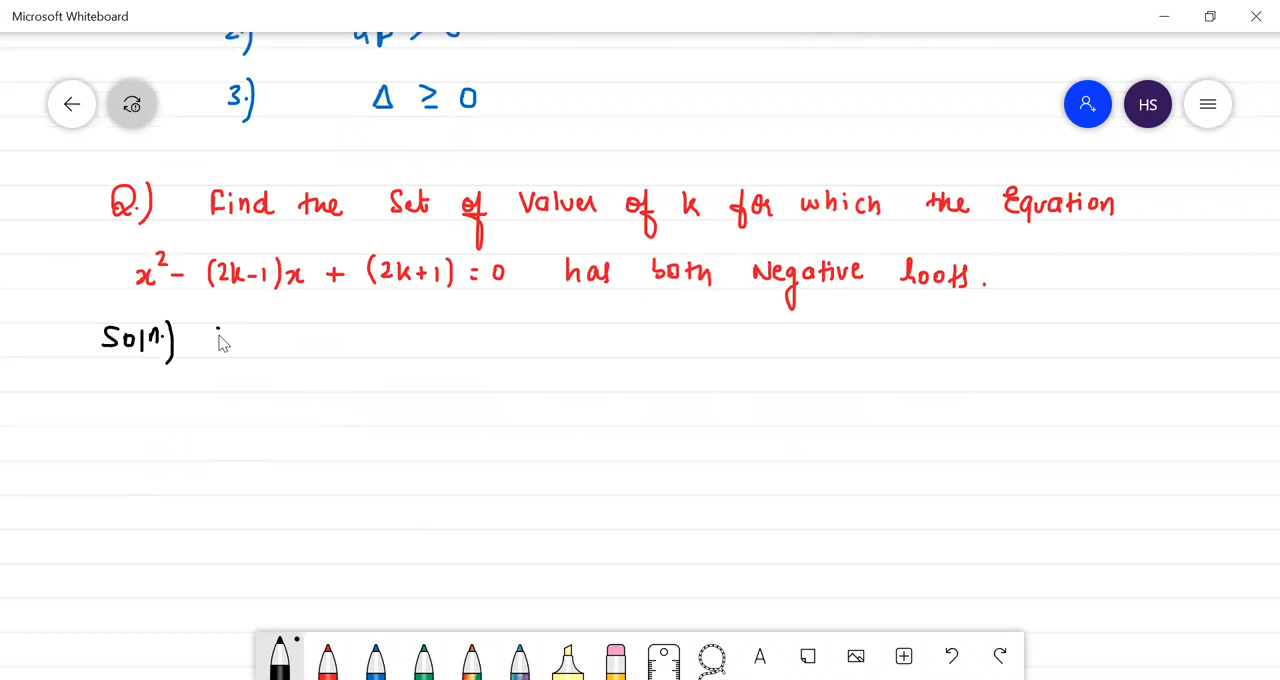 Microsoft Whiteboard
2.)
3.) Δ ≥ 0
HS
Q.) Find the Set of Values of k for which the Equation
x² - (2k-1)x + (2k+1) = 0 has both Negative roots.
Soln.)
A